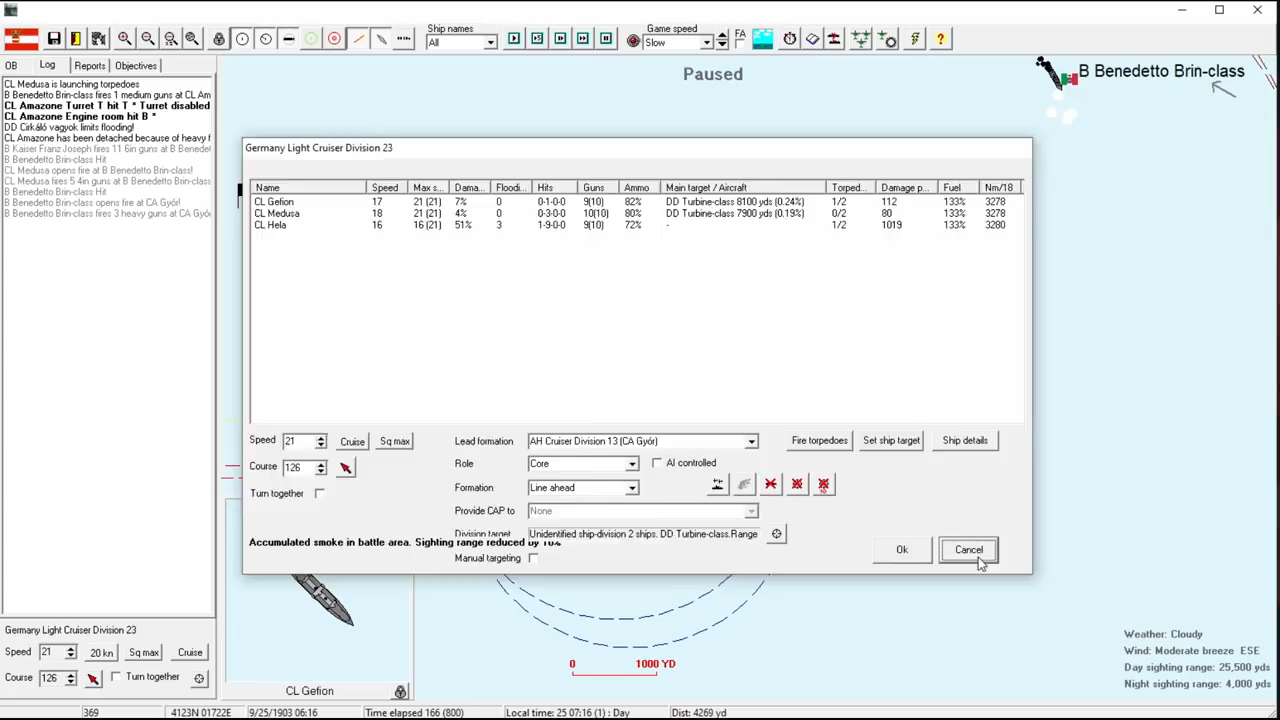 Ship names
All
Game speed
Slow
FA
OB
Log
Reports
Objectives
CL Medusa is launching torpedoes
B Benedetto Brin-class fires 1 medium guns at CL Am
CL Amazone Turret T hit T * Turret disabled
CL Amazone Engine room hit B *
DD Cirkáló vagyok limits flooding!
CL Amazone has been detached because of heavy f
B Kaiser Franz Joseph fires 11 6in guns at B Benede
B Benedetto Brin-class Hit
CL Medusa opens fire at B Benedetto Brin-class!
CL Medusa fires 5 4in guns at B Benedetto Brin-class
B Benedetto Brin-class Hit
B Benedetto Brin-class opens fire at CA Gyór!
B Benedetto Brin-class fires 3 heavy guns at CA Gyó
Paused
B Benedetto Brin-class
Germany Light Cruiser Division 23
Name Speed Max s... Dama... Floodi... Hits Guns Ammo Main target / Aircraft Torped... Damage p... Fuel Nm/18
CL Gefion 17 21 (21) 7% 0 0-1-0-0 9(10) 82% DD Turbine-class 8100 yds (0.24%) 1/2 112 133% 3278
CL Medusa 18 21 (21) 4% 0 0-3-0-0 10(10) 80% DD Turbine-class 7900 yds (0.19%) 0/2 80 133% 3278
CL Hela 16 16 (21) 51% 3 1-9-0-0 9(10) 72% - 1/2 1019 133% 3280
Speed 21 Cruise Sq max
Course 126
Turn together
Lead formation AH Cruiser Division 13 (CA Gyór)
Role Core AI controlled
Formation Line ahead
Provide CAP to None
Division target Unidentified ship-division 2 ships. DD Turbine-class.Range
Accumulated smoke in battle area. Sighting range reduced by 10%
Manual targeting
Fire torpedoes
Set ship target
Ship details
Ok
Cancel
Germany Light Cruiser Division 23
Speed 21 20 kn Sq max Cruise
Course 126 Turn together
CL Gefion
0 1000 YD
Weather: Cloudy
Wind: Moderate breeze ESE
Day sighting range: 25,500 yds
Night sighting range: 4,000 yds
369 4123N 01722E 9/25/1903 06:16 Time elapsed 166 (800) Local time: 25 07:16 (1) : Day Dist: 4269 yd